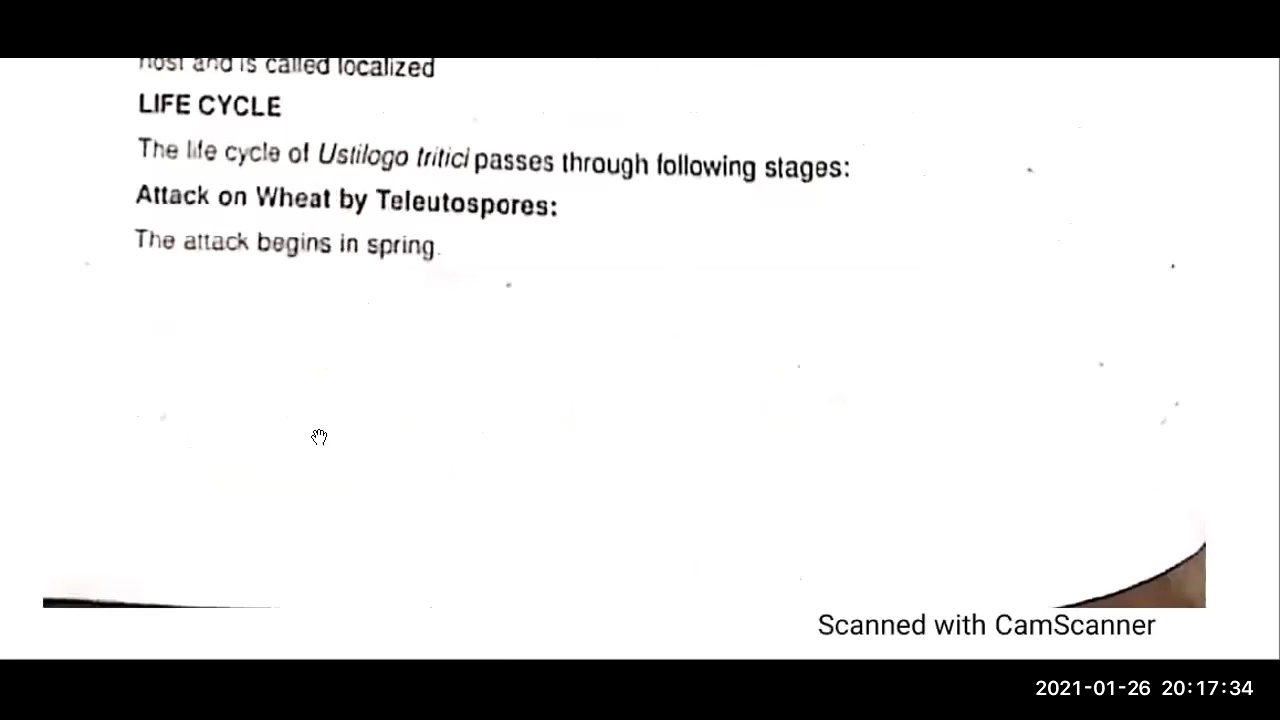 host and is called localized
LIFE CYCLE
The life cycle of Ustilogo tritici passes through following stages:
Attack on Wheat by Teleutospores:
The attack begins in spring.
Scanned with CamScanner
2021-01-26 20:17:34